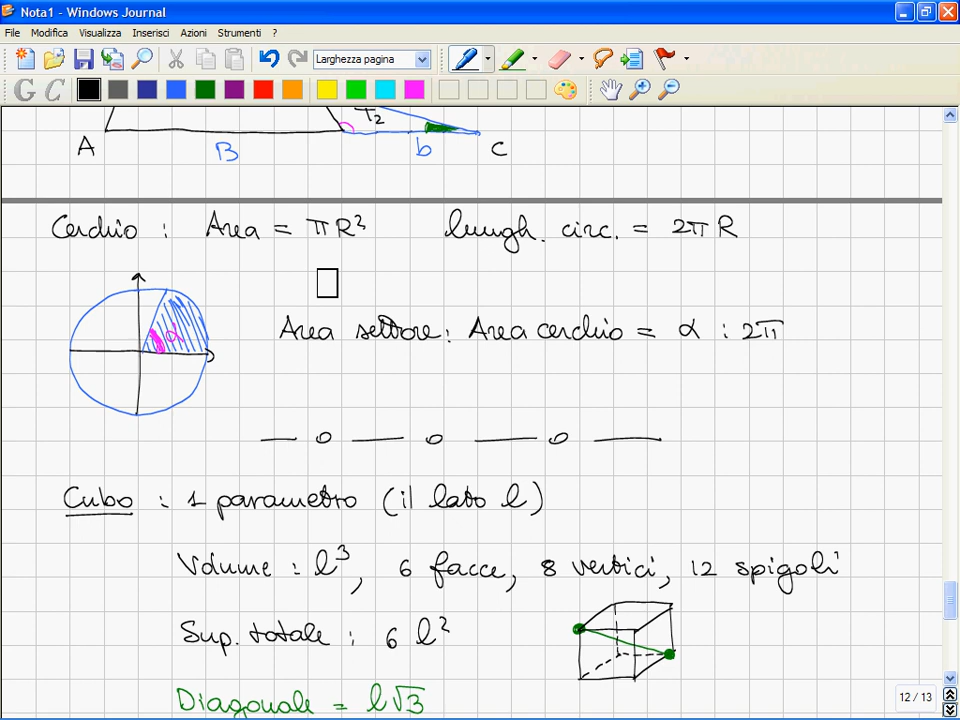 Nota1 - Windows Journal
File Modifica Visualizza Inserisci Azioni Strumenti ?
Larghezza pagina
G C
T2
A B b C
Cerchio : Area = πR² lungh. circ. = 2πR
α
Area settore : Area cerchio = α : 2π
Cubo : 1 parametro (il lato l)
Volume : l³, 6 facce, 8 vertici, 12 spigoli
Sup. totale : 6 l²
Diagonale = l√3
12 / 13